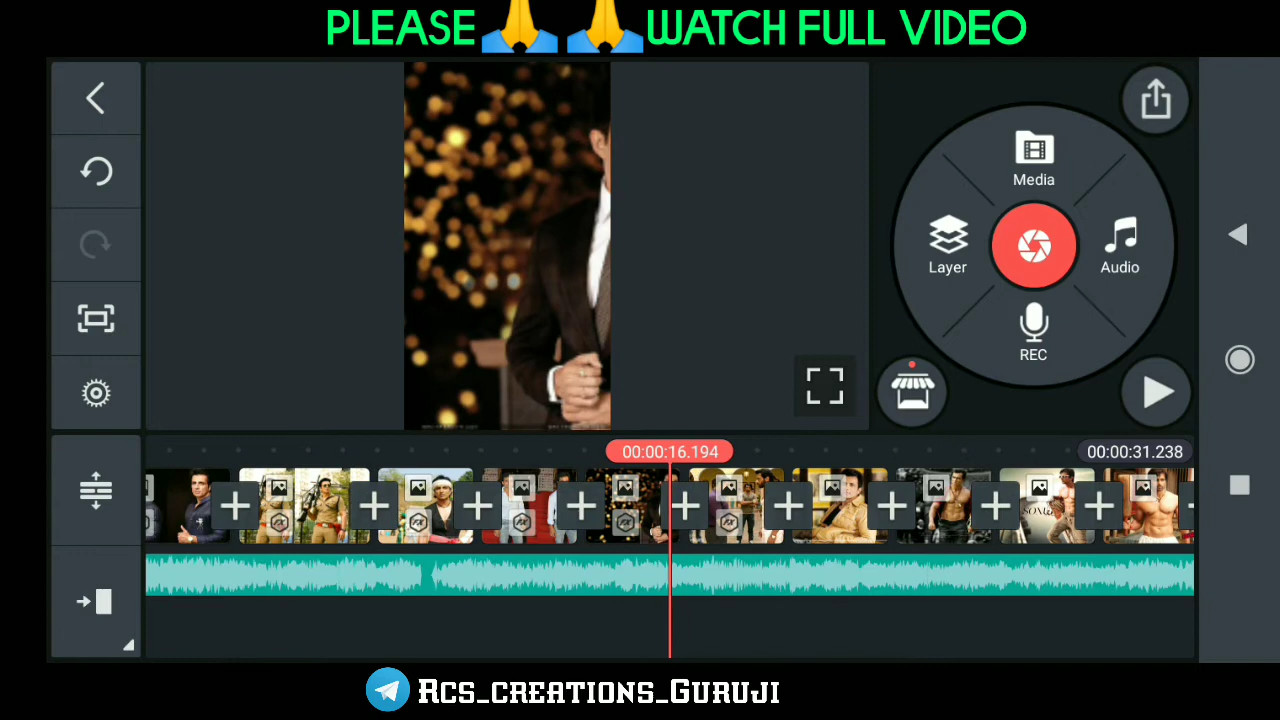 PLEASE 🙏 🙏 WATCH FULL VIDEO
Media
Layer
Audio
REC
00:00:16.194
00:00:31.238
Rcs_creations_Guruji